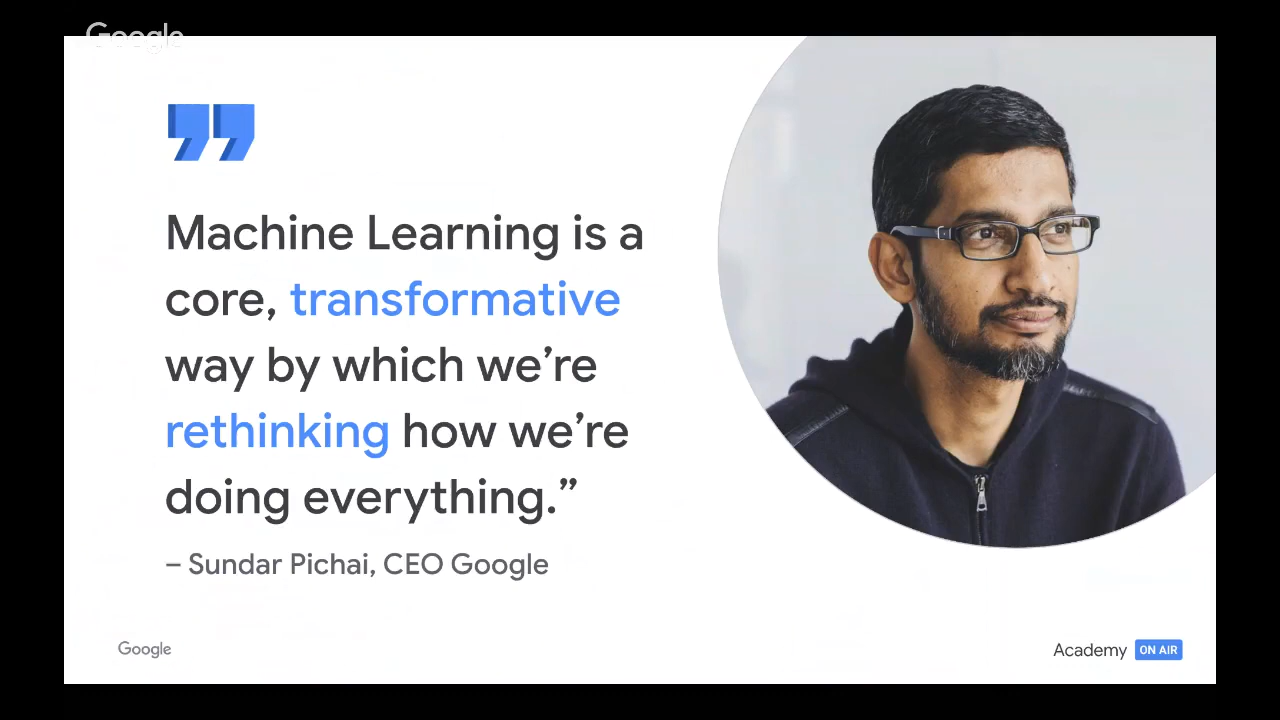 Google
Machine Learning is a
core, transformative
way by which we’re
rethinking how we’re
doing everything.”
– Sundar Pichai, CEO Google
Google
Academy ON AIR